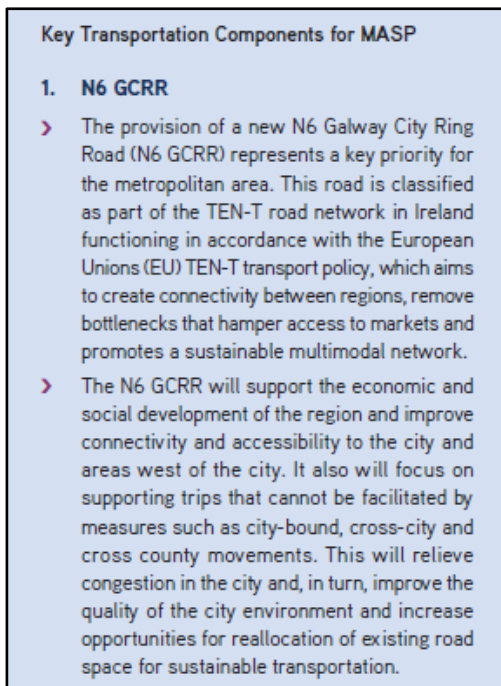 Key Transportation Components for MASP
1. N6 GCRR
> The provision of a new N6 Galway City Ring
Road (N6 GCRR) represents a key priority for
the metropolitan area. This road is classified
as part of the TEN-T road network in Ireland
functioning in accordance with the European
Unions (EU) TEN-T transport policy, which aims
to create connectivity between regions, remove
bottlenecks that hamper access to markets and
promotes a sustainable multimodal network.
> The N6 GCRR will support the economic and
social development of the region and improve
connectivity and accessibility to the city and
areas west of the city. It also will focus on
supporting trips that cannot be facilitated by
measures such as city-bound, cross-city and
cross county movements. This will relieve
congestion in the city and, in turn, improve the
quality of the city environment and increase
opportunities for reallocation of existing road
space for sustainable transportation.